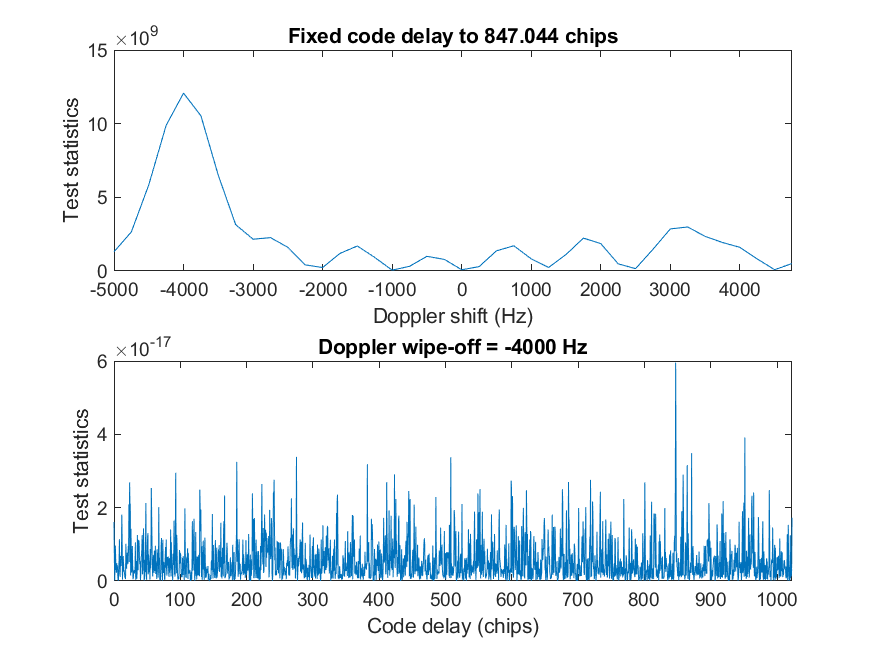 Fixed code delay to 847.044 chips
×10^9
15
10
5
0
Test statistics
-5000 -4000 -3000 -2000 -1000 0 1000 2000 3000 4000
Doppler shift (Hz)
Doppler wipe-off = -4000 Hz
×10^-17
6
4
2
0
Test statistics
0 100 200 300 400 500 600 700 800 900 1000
Code delay (chips)